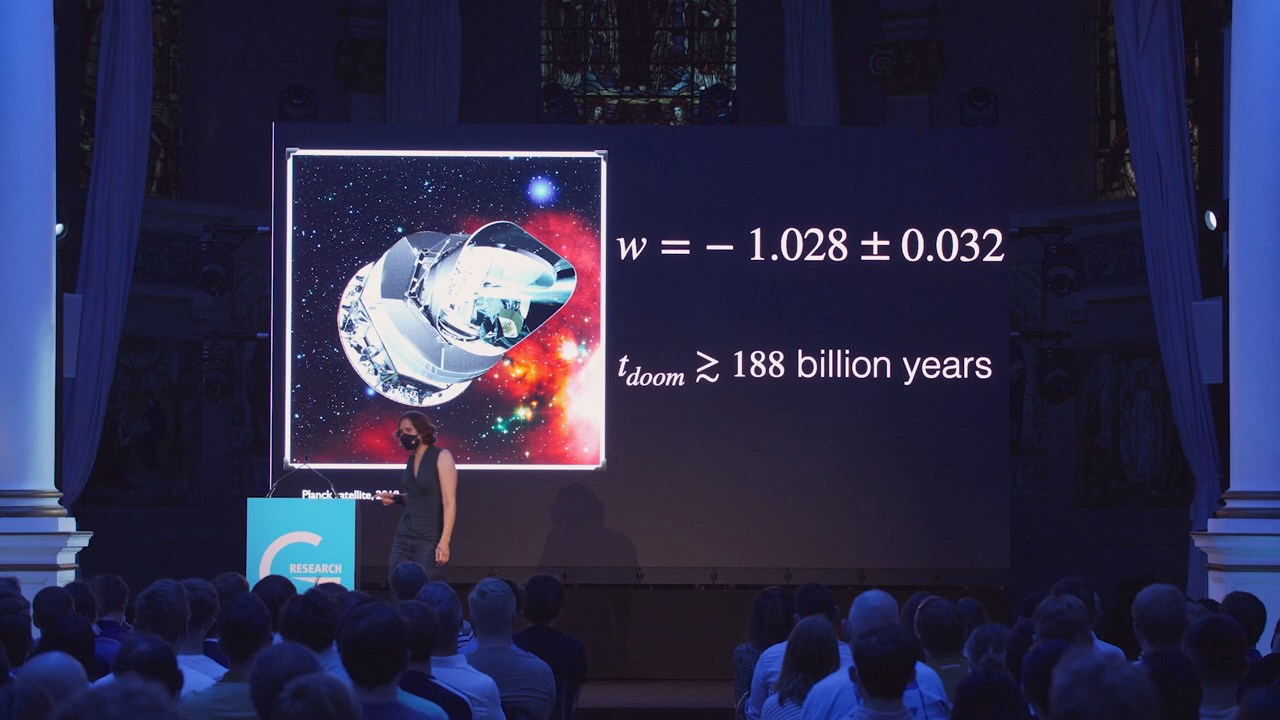 w = − 1.028 ± 0.032
t_doom ≳ 188 billion years
Planck satellite,
G
RESEARCH